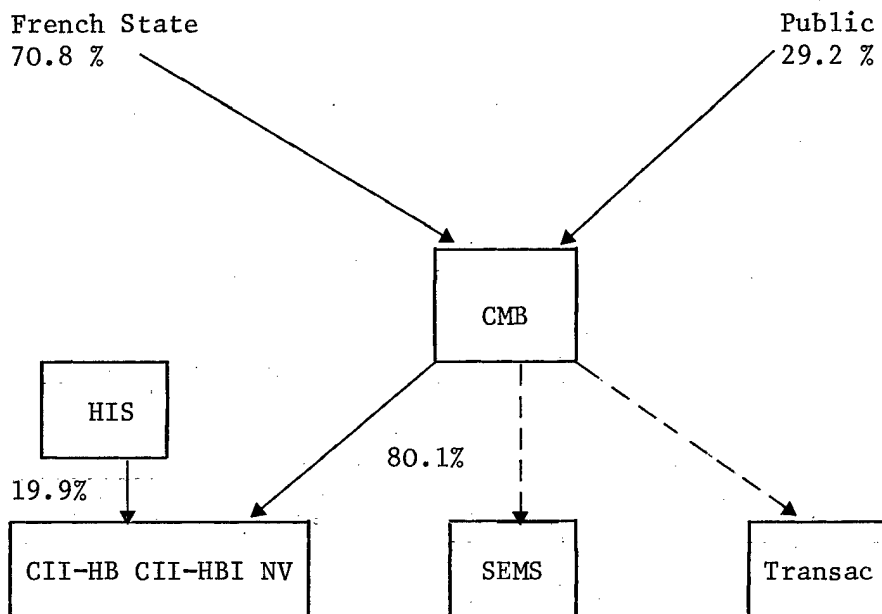 French State
70.8 %
Public
29.2 %
CMB
HIS
80.1%
19.9%
CII-HB CII-HBI NV
SEMS
Transac